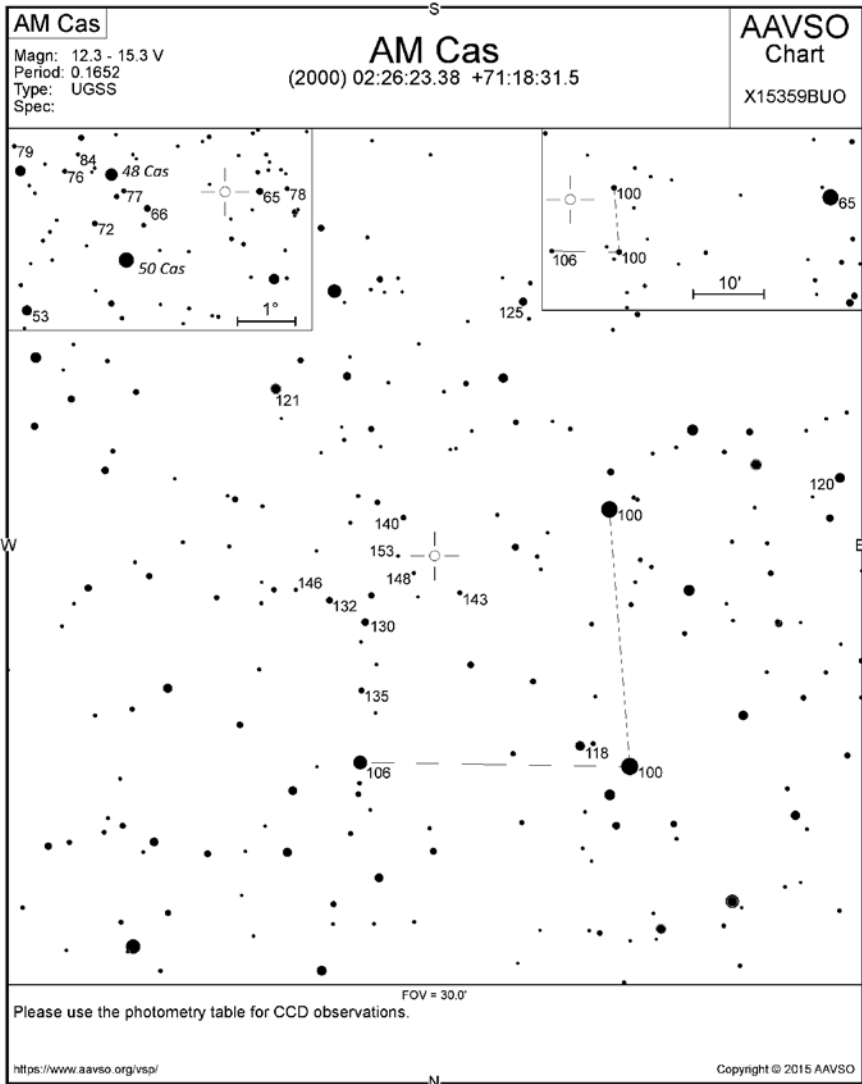 S
AM Cas
Magn: 12.3 - 15.3 V
Period: 0.1652
Type: UGSS
Spec:
AM Cas
(2000) 02:26:23.38 +71:18:31.5
AAVSO
Chart
X15359BUO
79
84
76
48 Cas
77
66
72
50 Cas
53
65
78
1°
100
65
106
100
10'
125
121
120
140
100
W
E
153
148
146
132
143
130
135
118
106
100
FOV = 30.0'
Please use the photometry table for CCD observations.
https://www.aavso.org/vsp/
Copyright © 2015 AAVSO
N